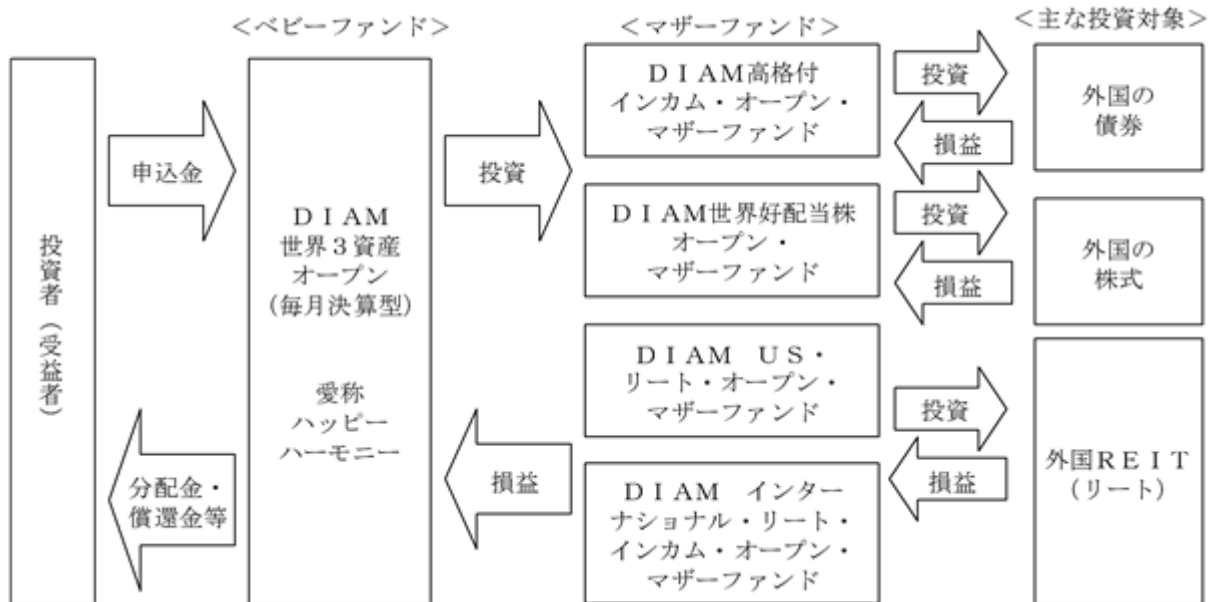 ＜ベビーファンド＞
＜マザーファンド＞
＜主な投資対象＞
投資者（受益者）
申込金
分配金・
償還金等
ＤＩＡＭ
世界３資産
オープン
（毎月決算型）
愛称
ハッピー
ハーモニー
投資
損益
ＤＩＡＭ高格付
インカム・オープン・
マザーファンド
投資
損益
外国の
債券
ＤＩＡＭ世界好配当株
オープン・
マザーファンド
投資
損益
外国の
株式
ＤＩＡＭ　ＵＳ・
リート・オープン・
マザーファンド
ＤＩＡＭ　インター
ナショナル・リート・
インカム・オープン・
マザーファンド
投資
損益
外国ＲＥＩＴ
（リート）